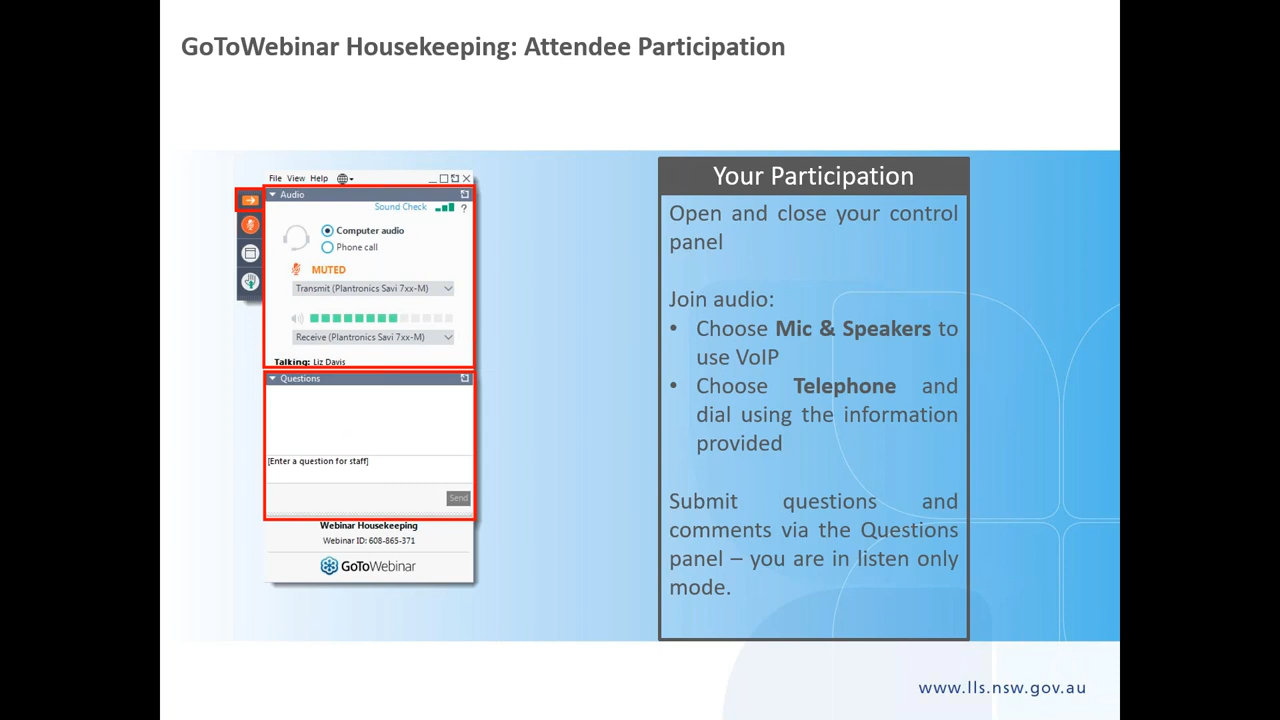 GoToWebinar Housekeeping: Attendee Participation
File View Help
Audio
Sound Check
?
Computer audio
Phone call
MUTED
Transmit (Plantronics Savi 7xx-M)
Receive (Plantronics Savi 7xx-M)
Talking: Liz Davis
Questions
[Enter a question for staff]
Send
Webinar Housekeeping
Webinar ID: 608-865-371
GoToWebinar
Your Participation
Open and close your control
panel
Join audio:
• Choose Mic & Speakers to
use VoIP
• Choose Telephone and
dial using the information
provided
Submit questions and
comments via the Questions
panel – you are in listen only
mode.
www.lls.nsw.gov.au